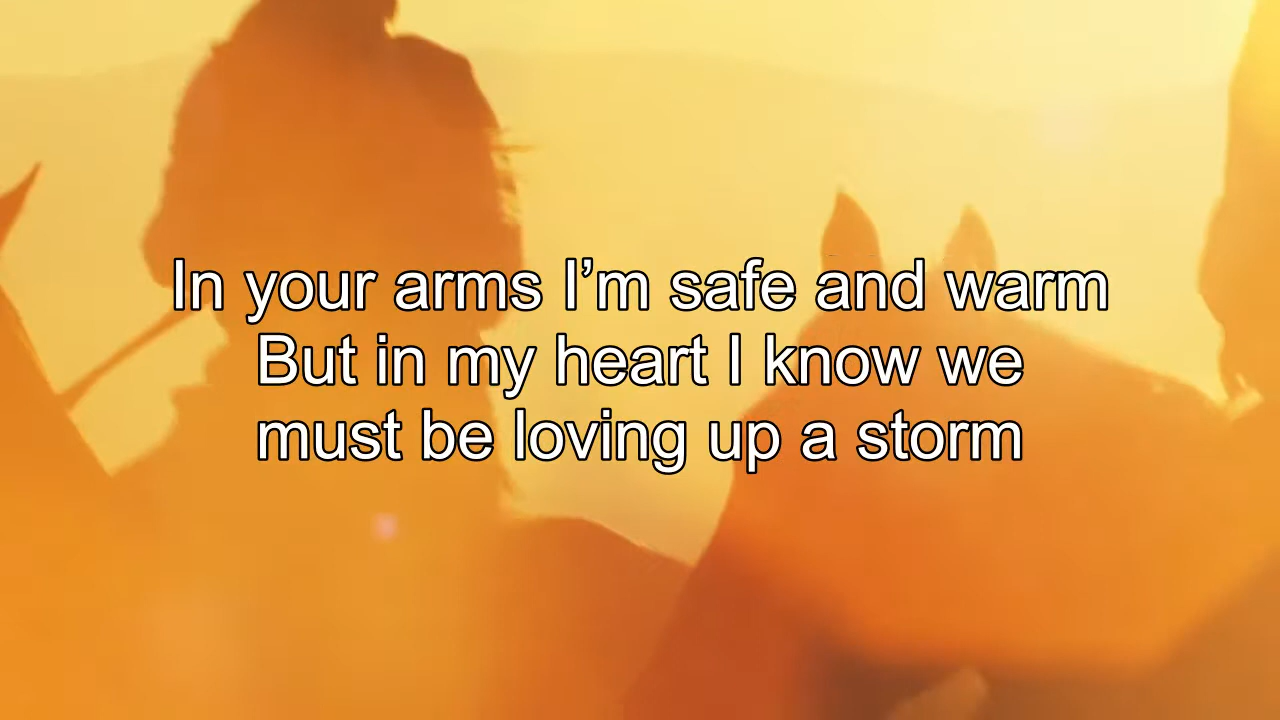 In your arms I’m safe and warm
But in my heart I know we
must be loving up a storm